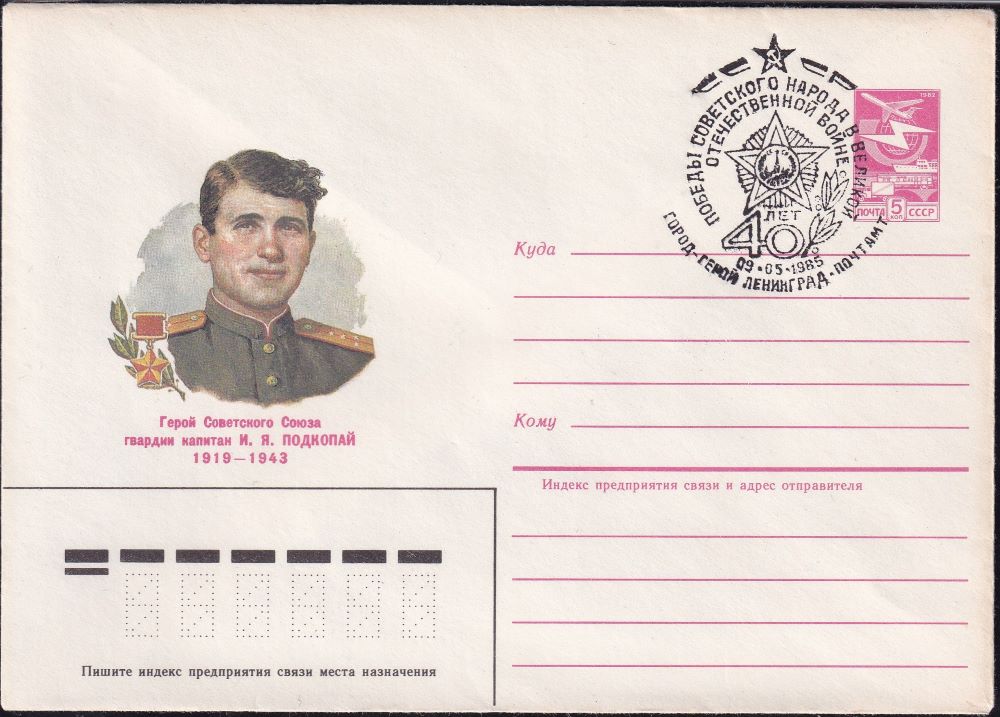 ПОБЕДЫ СОВЕТСКОГО НАРОДА В ВЕЛИКОЙ
ОТЕЧЕСТВЕННОЙ ВОЙНЕ
ЛЕТ
40
09·05·1985
ГОРОД-ГЕРОЙ ЛЕНИНГРАД·ПОЧТАМТ
1982
ПОЧТА 5 КОП СССР
Куда
Кому
Индекс предприятия связи и адрес отправителя
Герой Советского Союза
гвардии капитан И. Я. ПОДКОПАЙ
1919—1943
Пишите индекс предприятия связи места назначения